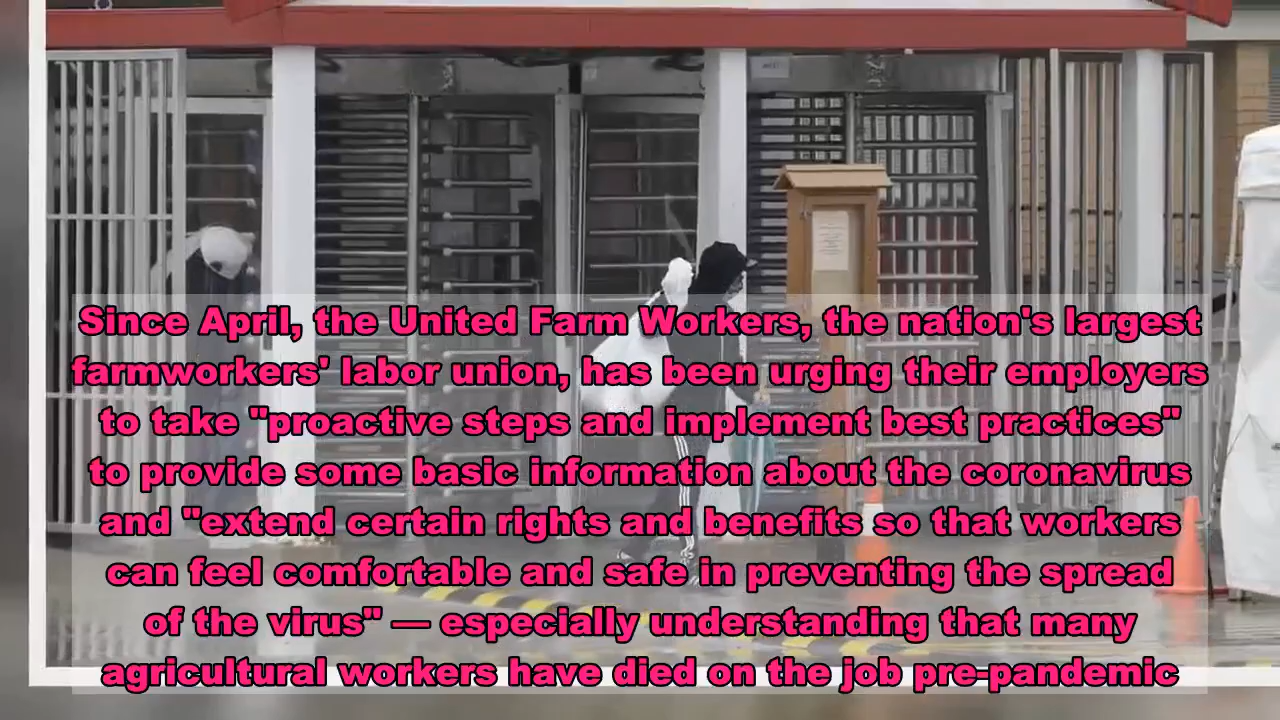 Since April, the United Farm Workers, the nation's largest
farmworkers' labor union, has been urging their employers
to take "proactive steps and implement best practices"
to provide some basic information about the coronavirus
and "extend certain rights and benefits so that workers
can feel comfortable and safe in preventing the spread
of the virus" — especially understanding that many
agricultural workers have died on the job pre-pandemic